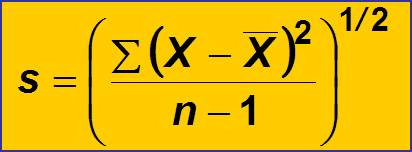 s = ( ∑ (X − X̅)² / n − 1 )^1/2